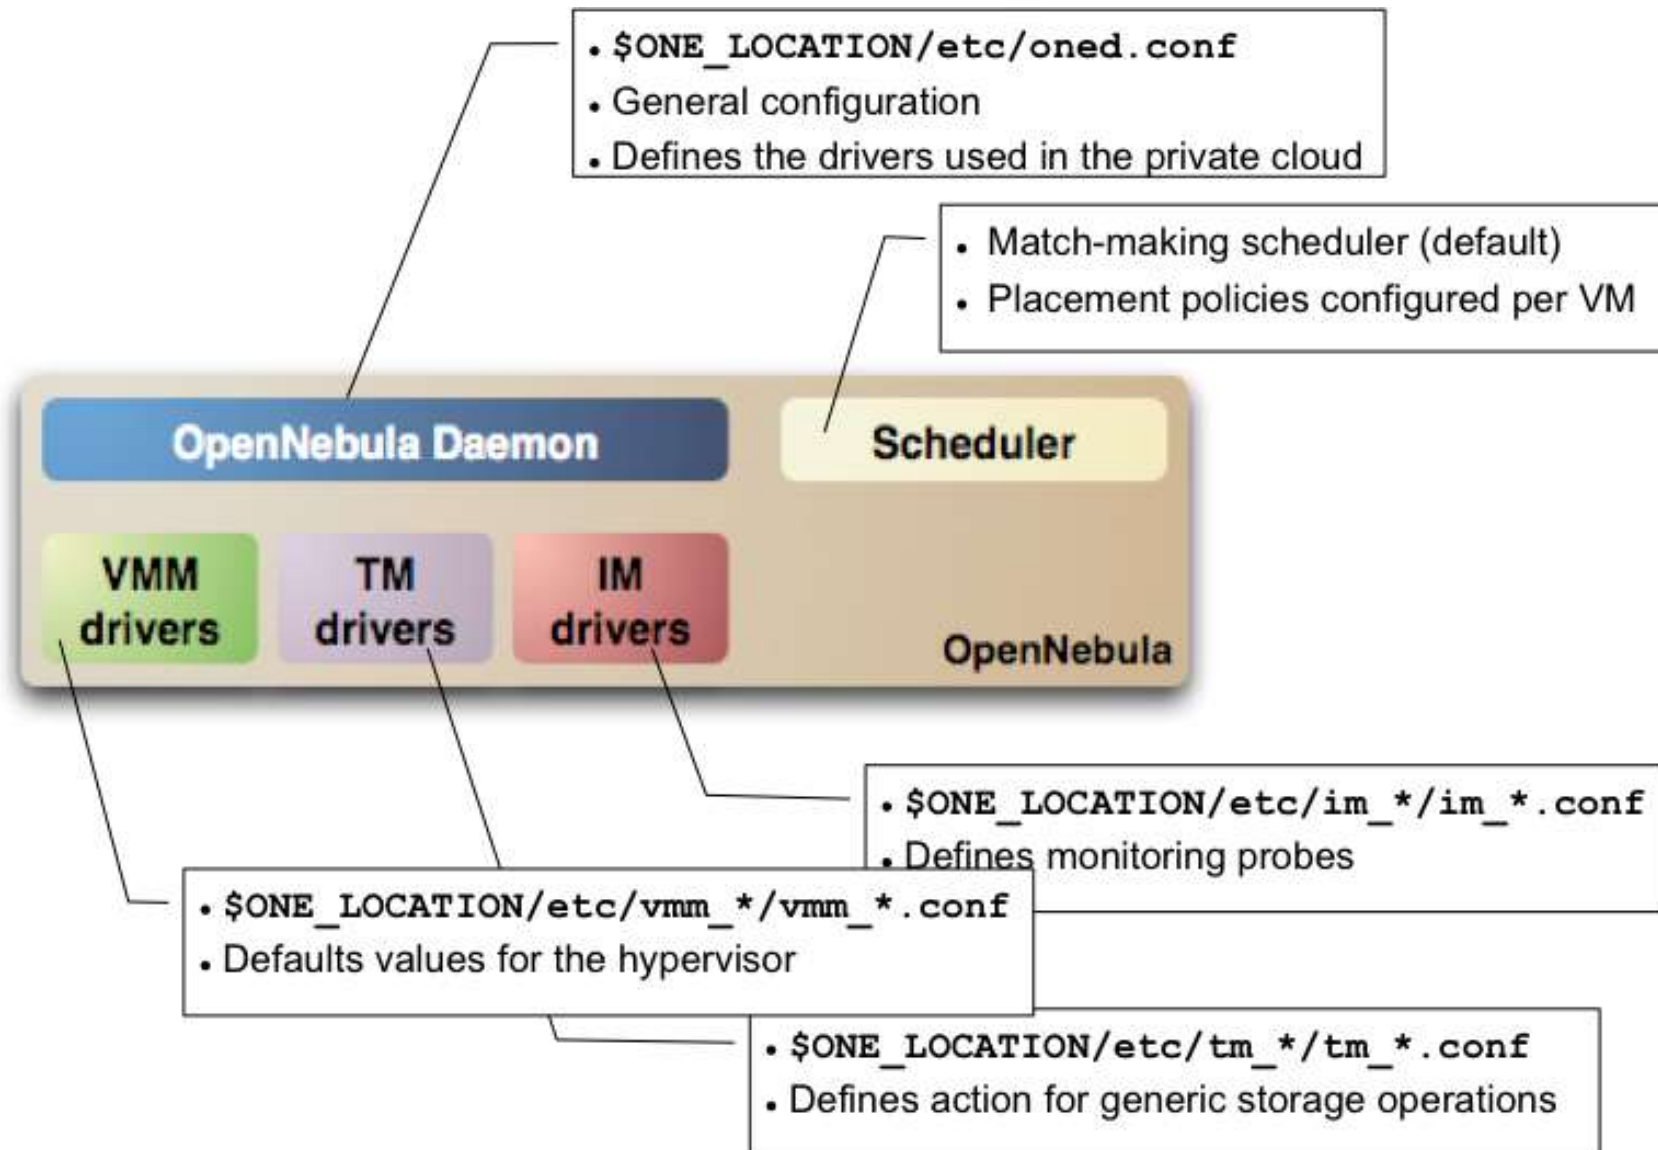 • $ONE_LOCATION/etc/oned.conf
• General configuration
• Defines the drivers used in the private cloud
• Match-making scheduler (default)
• Placement policies configured per VM
OpenNebula Daemon
Scheduler
VMM
drivers
TM
drivers
IM
drivers
OpenNebula
• $ONE_LOCATION/etc/im_*/im_*.conf
• Defines monitoring probes
• $ONE_LOCATION/etc/vmm_*/vmm_*.conf
• Defaults values for the hypervisor
• $ONE_LOCATION/etc/tm_*/tm_*.conf
• Defines action for generic storage operations